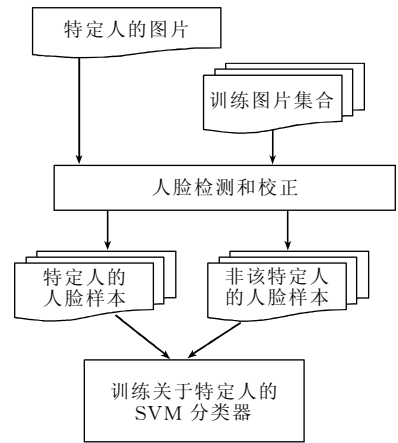 特定人的图片
训练图片集合
人脸检测和校正
特定人的
人脸样本
非该特定人
的人脸样本
训练关于特定人的
SVM 分类器